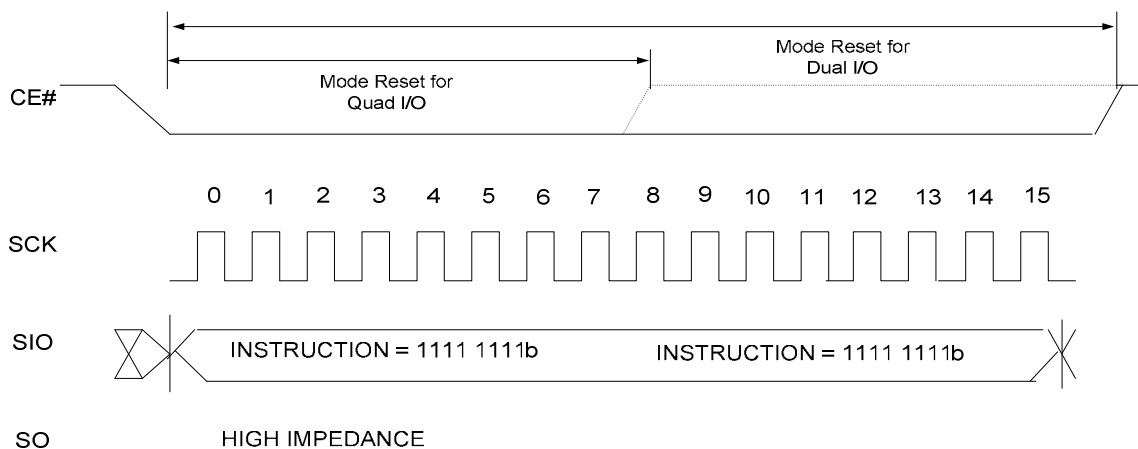 Mode Reset for
Dual I/O
Mode Reset for
Quad I/O
CE#
0 1 2 3 4 5 6 7 8 9 10 11 12 13 14 15
SCK
SIO
INSTRUCTION = 1111 1111b INSTRUCTION = 1111 1111b
SO
HIGH IMPEDANCE